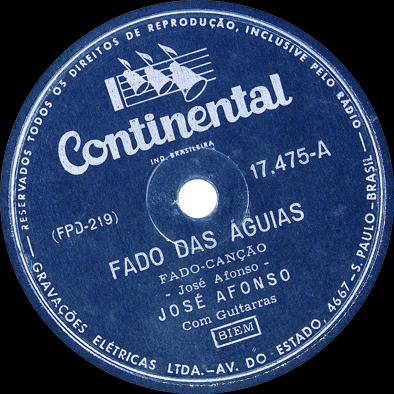 — RESERVADOS TODOS OS DIREITOS DE REPRODUÇÃO, INCLUSIVE PELO RÁDIO —
Continental
IND. BRASILEIRA
17.475-A
(FPD-219)
FADO DAS ÁGUIAS
FADO-CANÇÃO
- José Afonso -
JOSÉ AFONSO
Com Guitarras
BIEM
GRAVAÇÕES ELÉTRICAS LTDA.-AV. DO ESTADO, 4667-S. PAULO-BRASIL